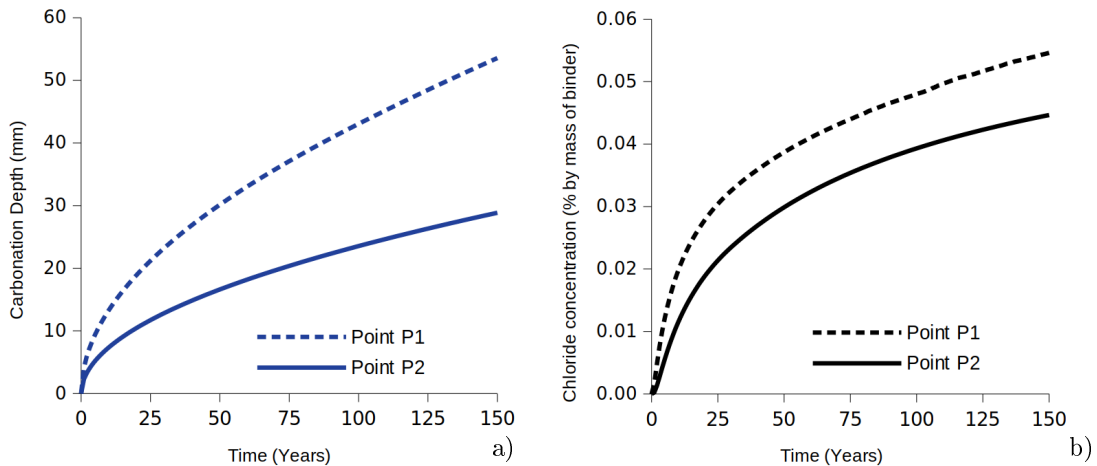 Carbonation Depth (mm)
60
50
40
30
20
10
0
0 25 50 75 100 125 150
Time (Years)
Point P1
Point P2
a)
Chloride concentration (% by mass of binder)
0.06
0.05
0.04
0.03
0.02
0.01
0.00
0 25 50 75 100 125 150
Time (Years)
Point P1
Point P2
b)